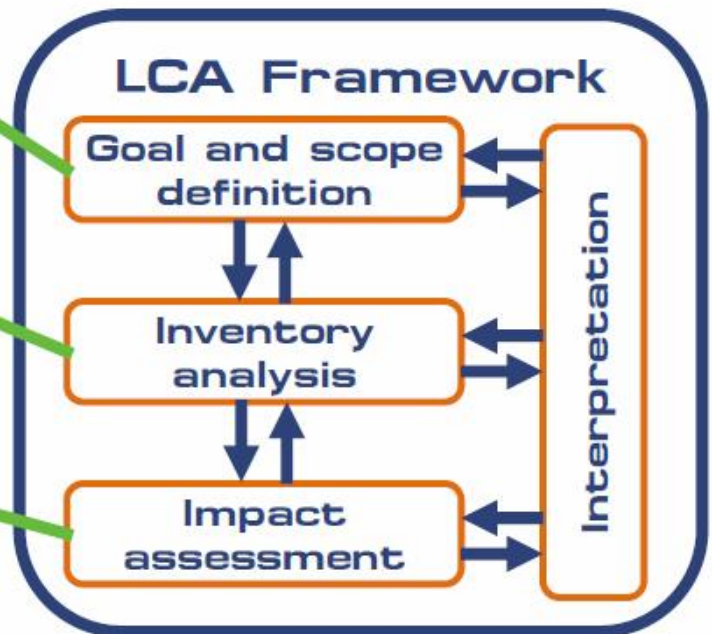 LCA Framework
Goal and scope
definition
Inventory
analysis
Impact
assessment
Interpretation